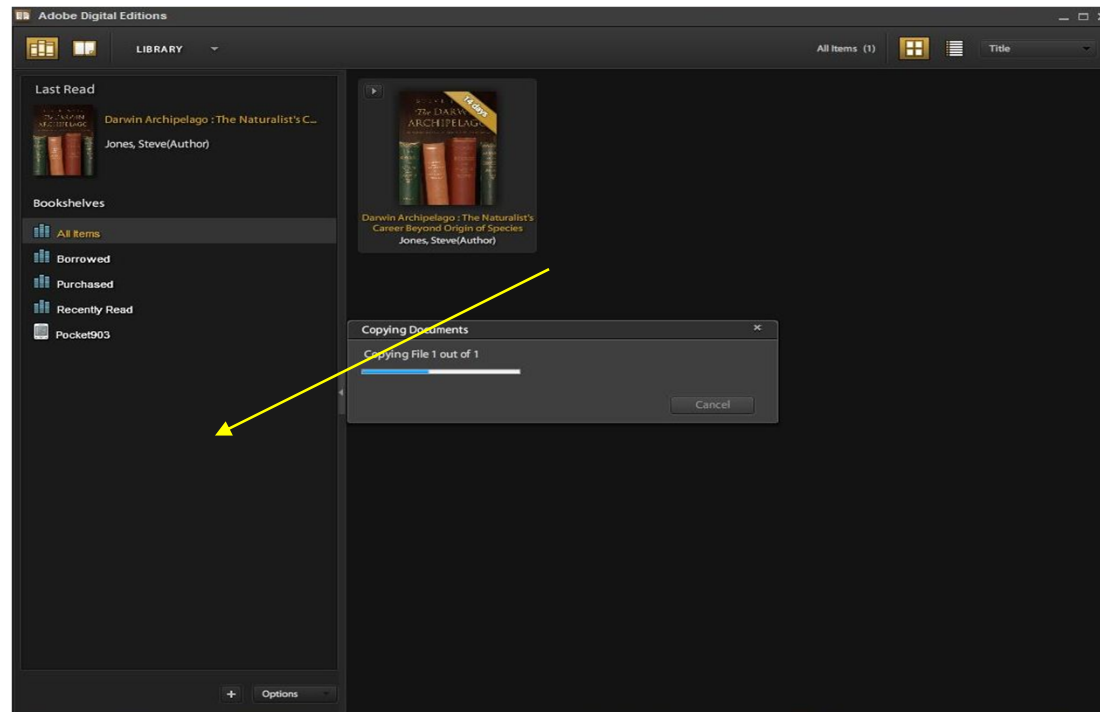 Adobe Digital Editions
LIBRARY
All Items (1)
Title
Last Read
Darwin Archipelago : The Naturalist's C...
Jones, Steve(Author)
Bookshelves
All Items
Borrowed
Purchased
Recently Read
Pocket903
14 days
The DARWIN
ARCHIPELAGO
Darwin Archipelago : The Naturalist's
Career Beyond Origin of Species
Jones, Steve(Author)
Copying Documents
Copying File 1 out of 1
Cancel
Options